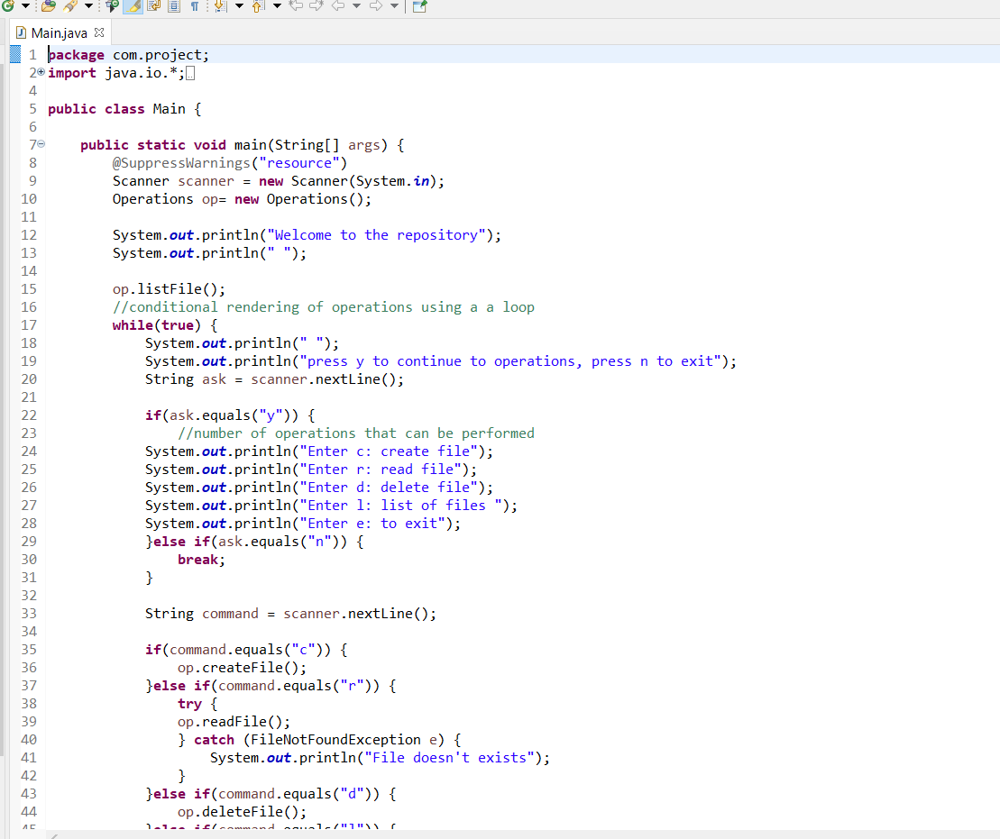 Main.java
1 package com.project;
2 import java.io.*;
4
5 public class Main {
6
7 public static void main(String[] args) {
8 @SuppressWarnings("resource")
9 Scanner scanner = new Scanner(System.in);
10 Operations op= new Operations();
11
12 System.out.println("Welcome to the repository");
13 System.out.println(" ");
14
15 op.listFile();
16 //conditional rendering of operations using a a loop
17 while(true) {
18 System.out.println(" ");
19 System.out.println("press y to continue to operations, press n to exit");
20 String ask = scanner.nextLine();
21
22 if(ask.equals("y")) {
23 //number of operations that can be performed
24 System.out.println("Enter c: create file");
25 System.out.println("Enter r: read file");
26 System.out.println("Enter d: delete file");
27 System.out.println("Enter l: list of files ");
28 System.out.println("Enter e: to exit");
29 }else if(ask.equals("n")) {
30 break;
31 }
32
33 String command = scanner.nextLine();
34
35 if(command.equals("c")) {
36 op.createFile();
37 }else if(command.equals("r")) {
38 try {
39 op.readFile();
40 } catch (FileNotFoundException e) {
41 System.out.println("File doesn't exists");
42 }
43 }else if(command.equals("d")) {
44 op.deleteFile();
45 }else if(command.equals("l")) {